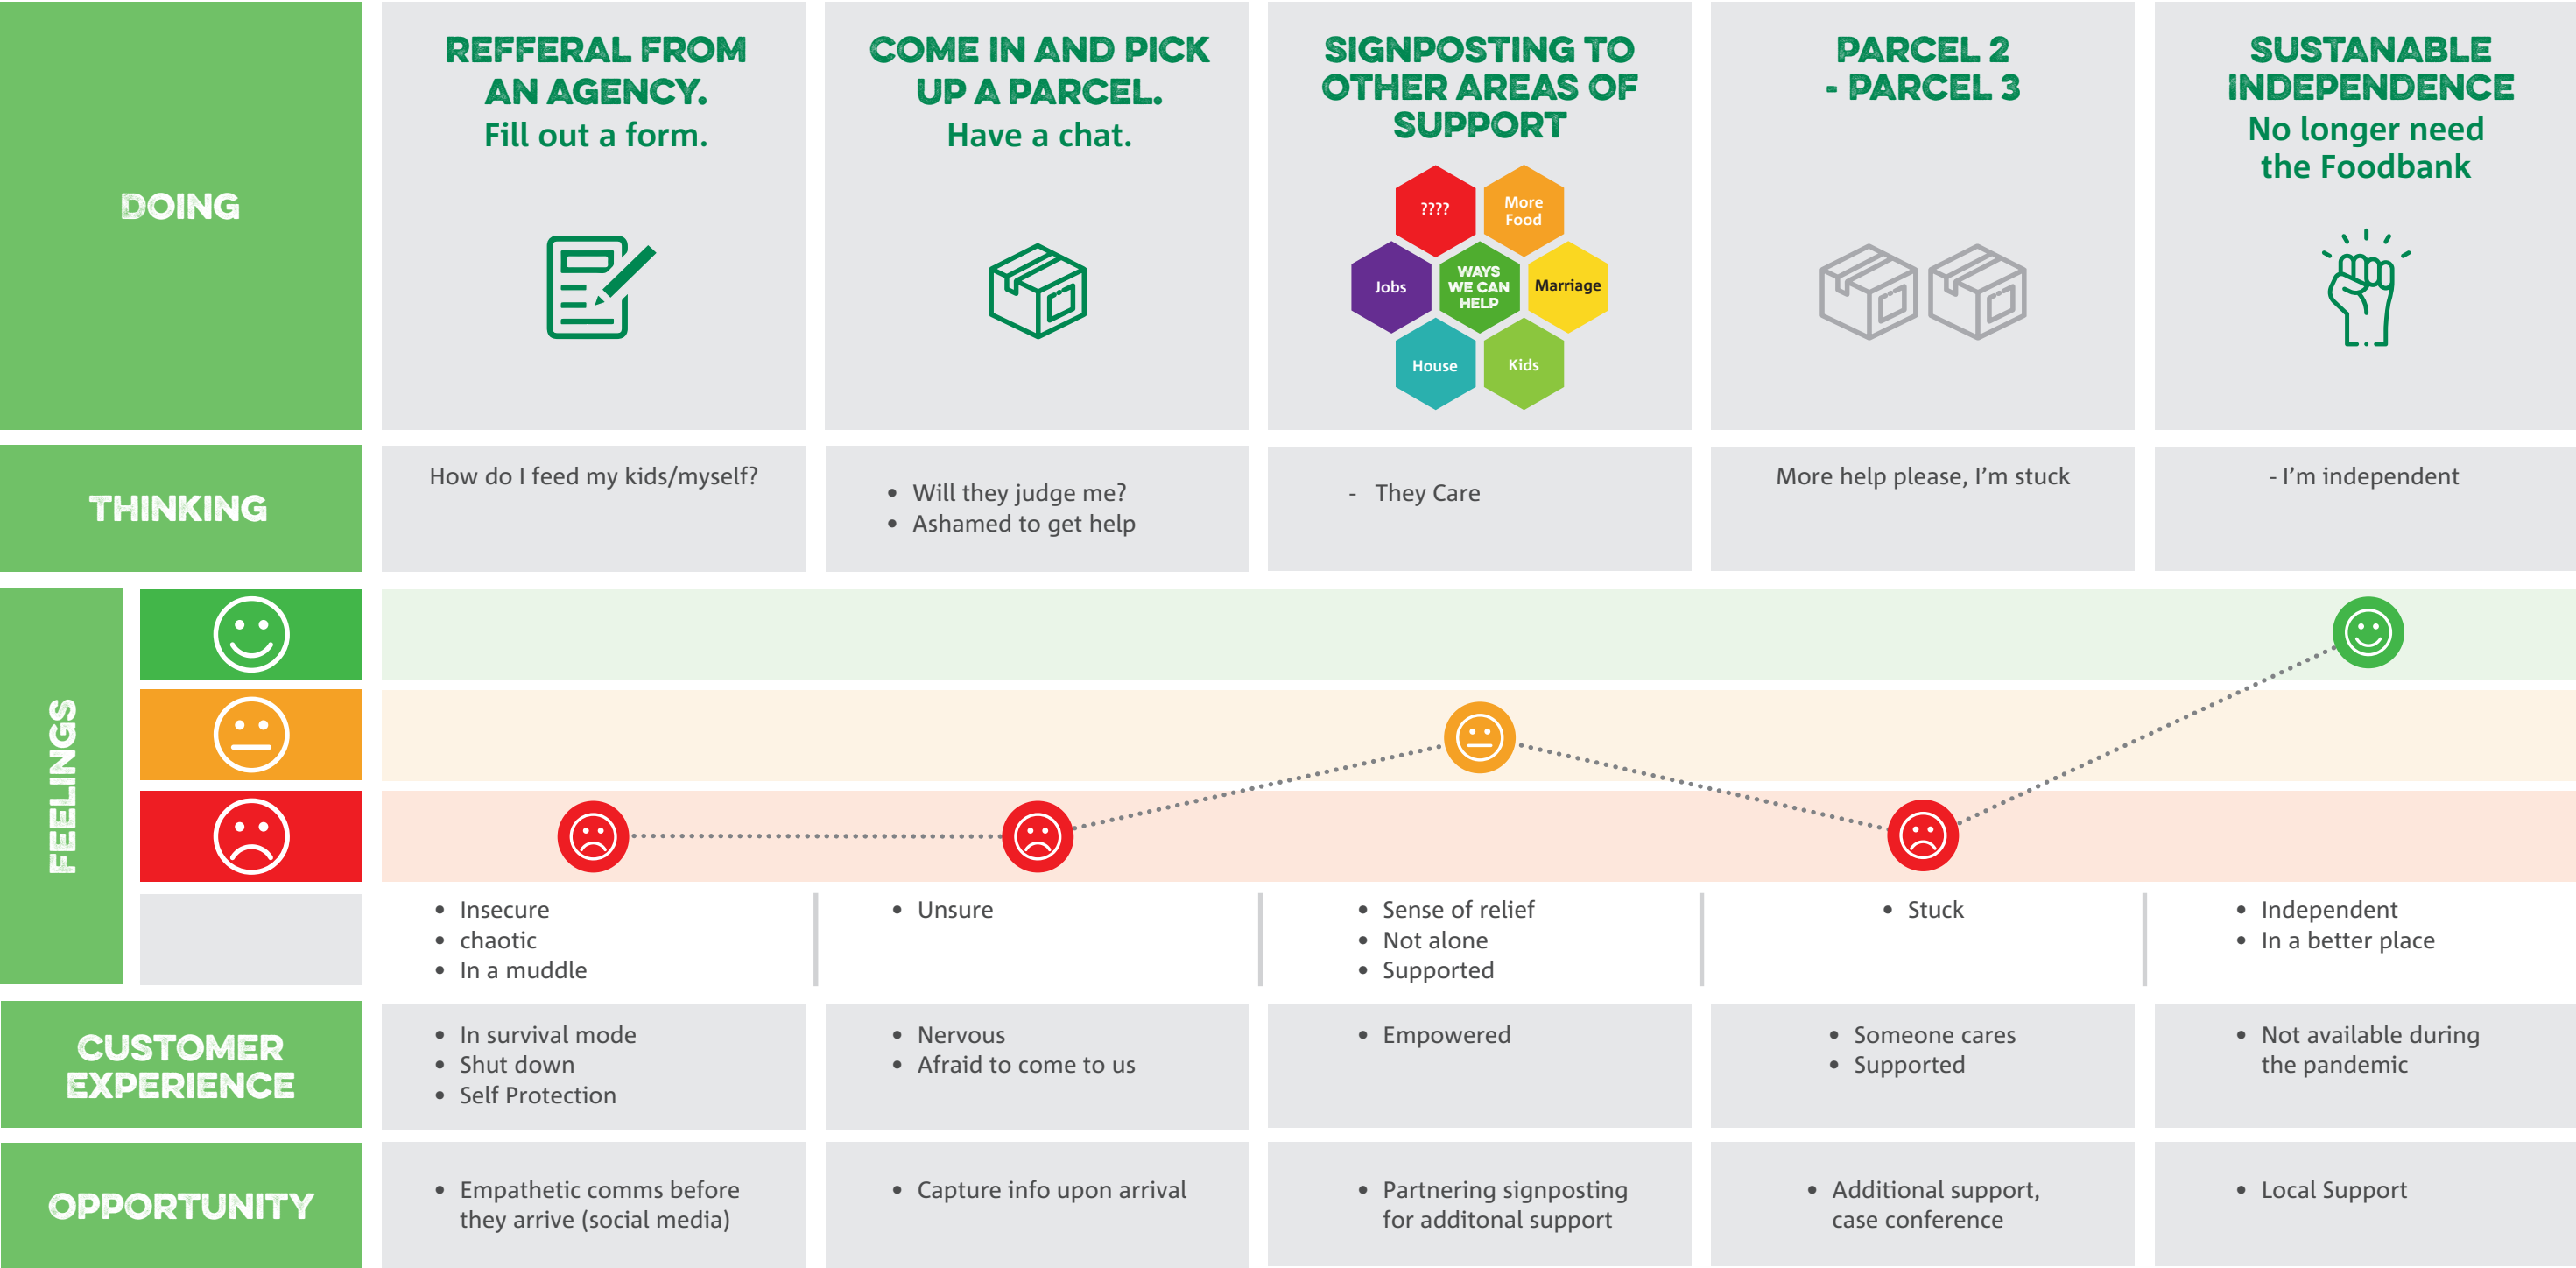 DOING
REFFERAL FROM
AN AGENCY.
Fill out a form.
COME IN AND PICK
UP A PARCEL.
Have a chat.
SIGNPOSTING TO
OTHER AREAS OF
SUPPORT
????
More
Food
Jobs
WAYS
WE CAN
HELP
Marriage
House
Kids
PARCEL 2
- PARCEL 3
SUSTANABLE
INDEPENDENCE
No longer need
the Foodbank
THINKING
How do I feed my kids/myself?
• Will they judge me?
• Ashamed to get help
- They Care
More help please, I’m stuck
- I’m independent
FEELINGS
• Insecure
• chaotic
• In a muddle
• Unsure
• Sense of relief
• Not alone
• Supported
• Stuck
• Independent
• In a better place
CUSTOMER
EXPERIENCE
• In survival mode
• Shut down
• Self Protection
• Nervous
• Afraid to come to us
• Empowered
• Someone cares
• Supported
• Not available during
the pandemic
OPPORTUNITY
• Empathetic comms before
they arrive (social media)
• Capture info upon arrival
• Partnering signposting
for additonal support
• Additional support,
case conference
• Local Support